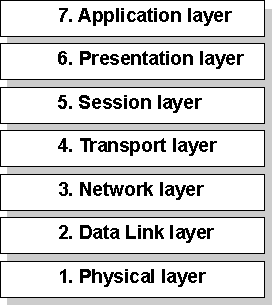 7. Application layer
6. Presentation layer
5. Session layer
4. Transport layer
3. Network layer
2. Data Link layer
1. Physical layer